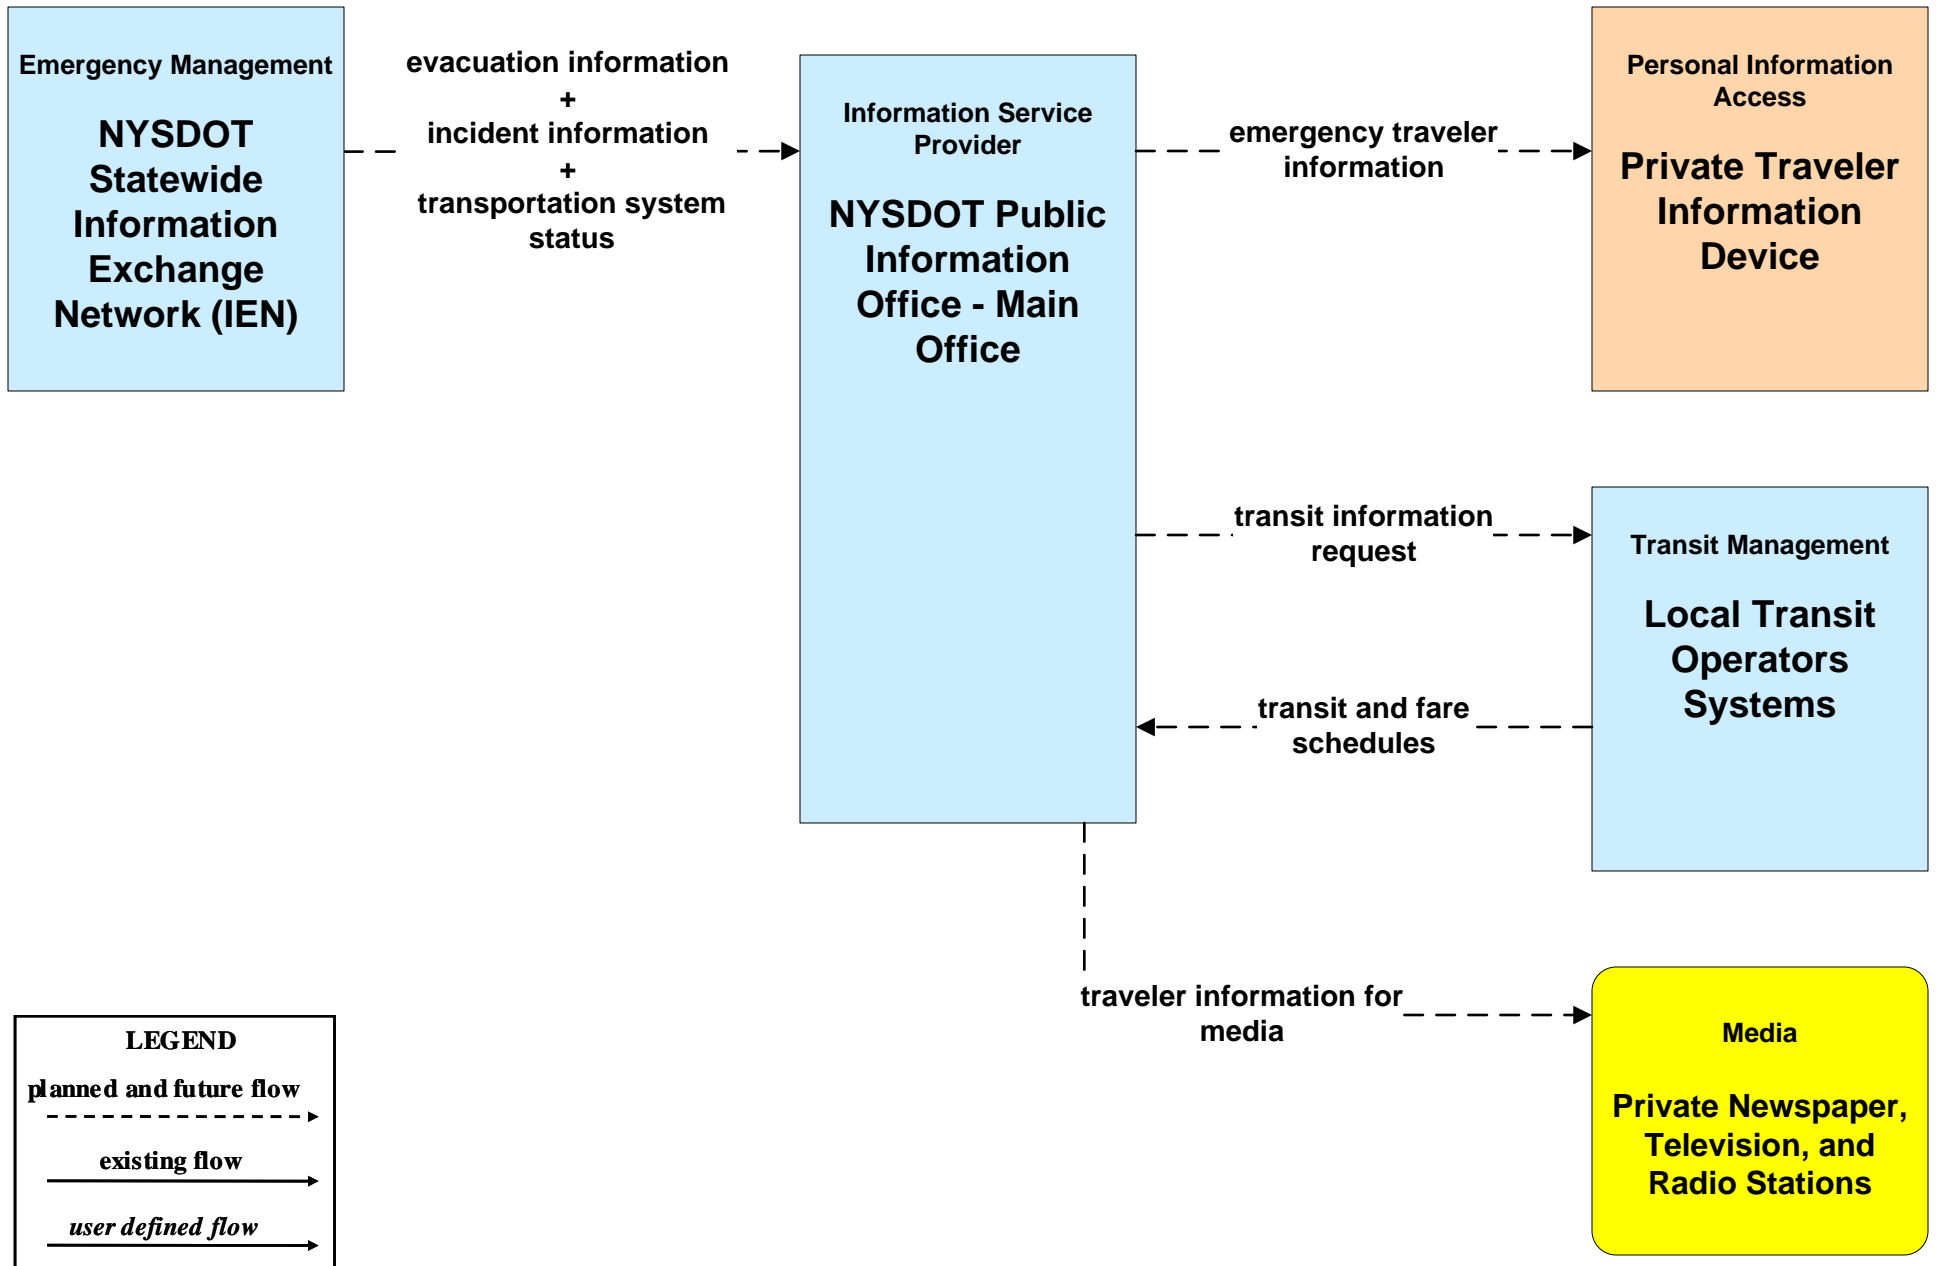 Emergency Management
NYSDOT
Statewide
Information
Exchange
Network (IEN)
evacuation information
+
incident information
+
transportation system
status
Information Service
Provider
NYSDOT Public
Information
Office - Main
Office
emergency traveler
information
Personal Information
Access
Private Traveler
Information
Device
transit information
request
Transit Management
Local Transit
Operators
Systems
transit and fare
schedules
traveler information for
media
Media
Private Newspaper,
Television, and
Radio Stations
LEGEND
planned and future flow
existing flow
user defined flow